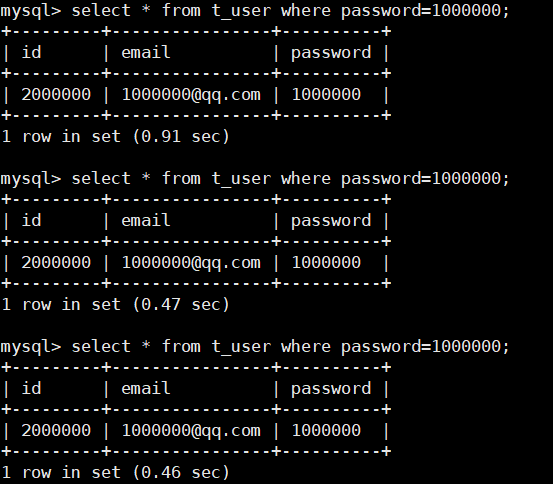 mysql> select * from t_user where password=1000000;
+---------+----------------+----------+
| id      | email          | password |
+---------+----------------+----------+
| 2000000 | 1000000@qq.com | 1000000  |
+---------+----------------+----------+
1 row in set (0.91 sec)

mysql> select * from t_user where password=1000000;
+---------+----------------+----------+
| id      | email          | password |
+---------+----------------+----------+
| 2000000 | 1000000@qq.com | 1000000  |
+---------+----------------+----------+
1 row in set (0.47 sec)

mysql> select * from t_user where password=1000000;
+---------+----------------+----------+
| id      | email          | password |
+---------+----------------+----------+
| 2000000 | 1000000@qq.com | 1000000  |
+---------+----------------+----------+
1 row in set (0.46 sec)